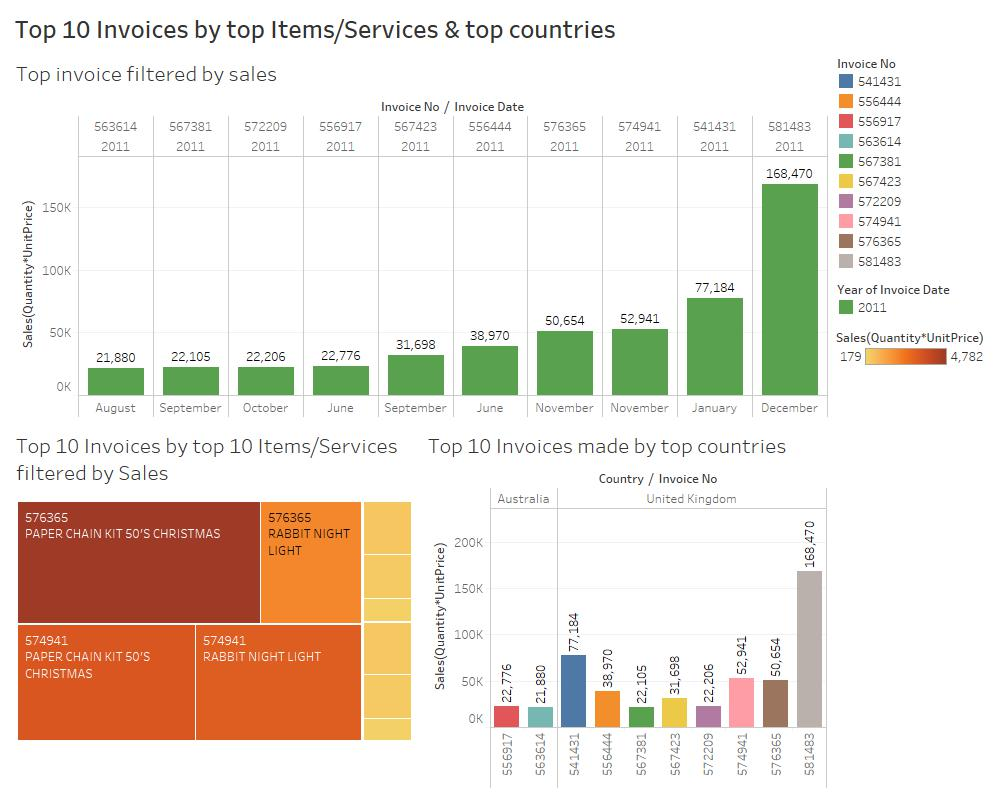 Top 10 Invoices by top Items/Services & top countries
Top invoice filtered by sales
Invoice No / Invoice Date
563614 567381 572209 556917 567423 556444 576365 574941 541431 581483
2011 2011 2011 2011 2011 2011 2011 2011 2011 2011
Sales(Quantity*UnitPrice)
150K
100K
50K
0K
21,880 22,105 22,206 22,776 31,698 38,970 50,654 52,941 77,184 168,470
August September October June September June November November January December
Invoice No
541431
556444
556917
563614
567381
567423
572209
574941
576365
581483
Year of Invoice Date
2011
Sales(Quantity*UnitPrice)
179 4,782
Top 10 Invoices by top 10 Items/Services
filtered by Sales
576365
PAPER CHAIN KIT 50'S CHRISTMAS
576365
RABBIT NIGHT
LIGHT
574941
PAPER CHAIN KIT 50'S
CHRISTMAS
574941
RABBIT NIGHT LIGHT
Top 10 Invoices made by top countries
Country / Invoice No
Australia United Kingdom
Sales(Quantity*UnitPrice)
200K
150K
100K
50K
0K
22,776 21,880 77,184 38,970 22,105 31,698 22,206 52,941 50,654 168,470
556917 563614 541431 556444 567381 567423 572209 574941 576365 581483